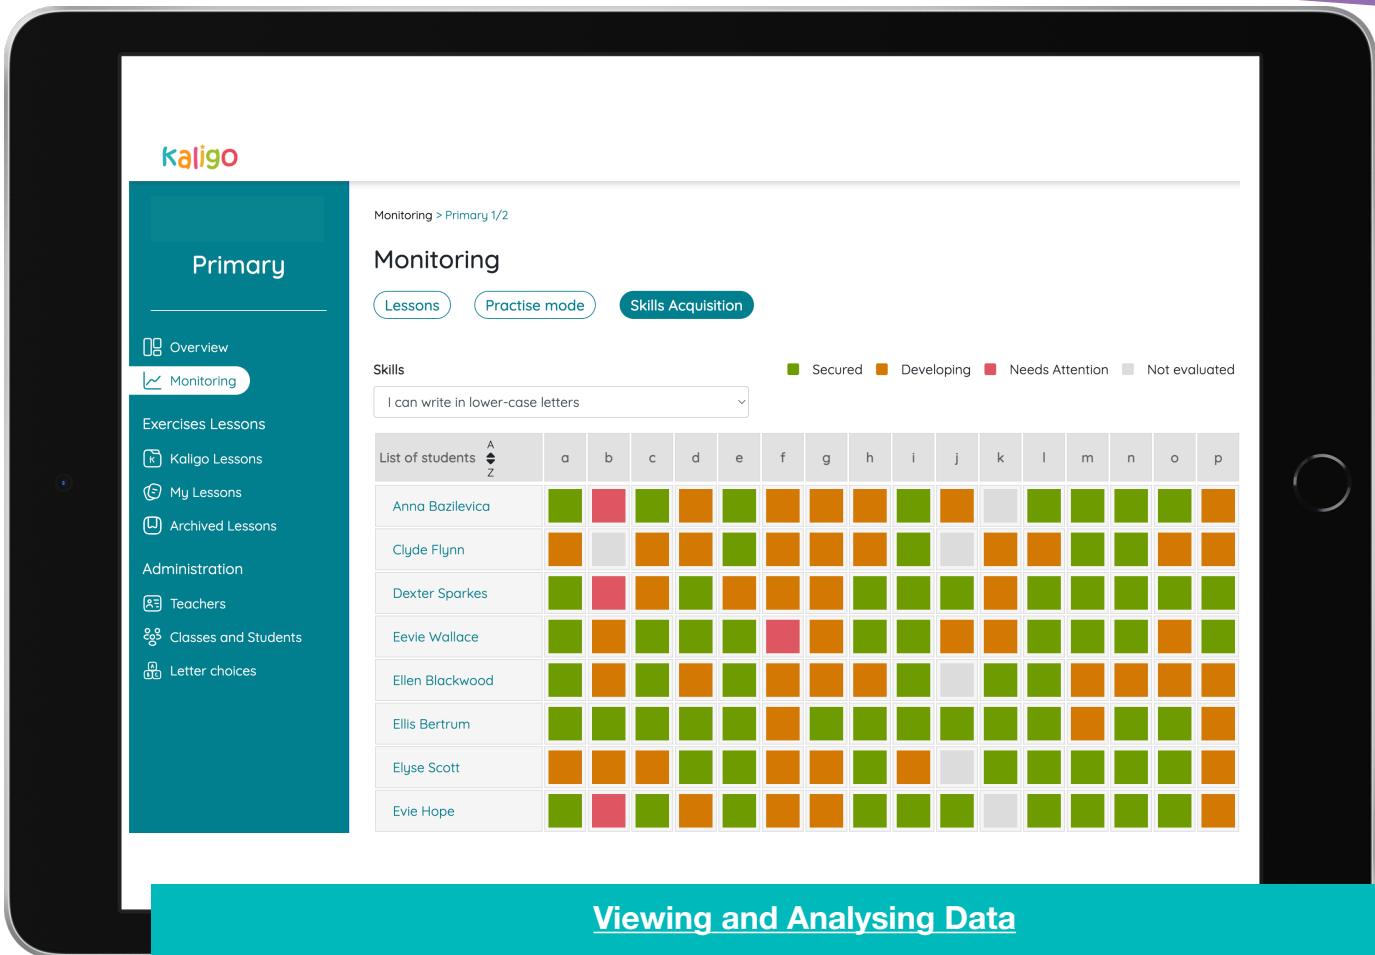 Kaligo
Primary
Overview
Monitoring
Exercises Lessons
Kaligo Lessons
My Lessons
Archived Lessons
Administration
Teachers
Classes and Students
Letter choices
Monitoring > Primary 1/2
Monitoring
Lessons Practise mode Skills Acquisition
Skills Secured Developing Needs Attention Not evaluated
I can write in lower-case letters
List of students A Z a b c d e f g h i j k l m n o p
Anna Bazilevica
Clyde Flynn
Dexter Sparkes
Eevie Wallace
Ellen Blackwood
Ellis Bertrum
Elyse Scott
Evie Hope
Viewing and Analysing Data